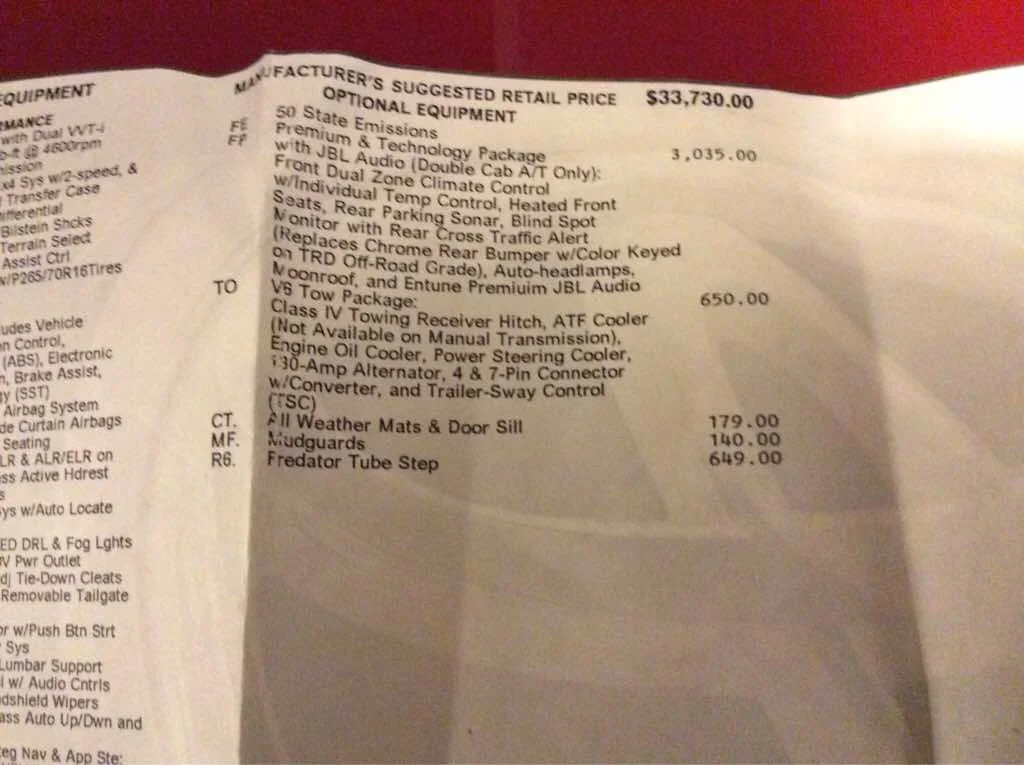 EQUIPMENT
MANUFACTURER'S SUGGESTED RETAIL PRICE $33,730.00
OPTIONAL EQUIPMENT
FE 50 State Emissions
FP Premium & Technology Package 3,035.00
with JBL Audio (Double Cab A/T Only):
Front Dual Zone Climate Control
w/Individual Temp Control, Heated Front
Seats, Rear Parking Sonar, Blind Spot
Monitor with Rear Cross Traffic Alert
(Replaces Chrome Rear Bumper w/Color Keyed
on TRD Off-Road Grade), Auto-headlamps,
Moonroof, and Entune Premiuim JBL Audio
TO V6 Tow Package: 650.00
Class IV Towing Receiver Hitch, ATF Cooler
(Not Available on Manual Transmission),
Engine Oil Cooler, Power Steering Cooler,
130-Amp Alternator, 4 & 7-Pin Connector
w/Converter, and Trailer-Sway Control
(TSC)
CT. All Weather Mats & Door Sill 179.00
MF. Mudguards 140.00
R6. Predator Tube Step 649.00
RMANCE
with Dual VVT-i
b-ft @ 4600rpm
mission
x4 Sys w/2-speed, &
Transfer Case
ifferential
Bilstein Shcks
Terrain Select
Assist Ctrl
w/P265/70R16Tires
udes Vehicle
n Control,
(ABS), Electronic
n, Brake Assist,
gy (SST)
Airbag System
de Curtain Airbags
Seating
LR & ALR/ELR on
ss Active Hdrest
s
ys w/Auto Locate
ED DRL & Fog Lghts
V Pwr Outlet
dj Tie-Down Cleats
Removable Tailgate
or w/Push Btn Strt
Sys
Lumbar Support
l w/ Audio Cntrls
dshield Wipers
ass Auto Up/Dwn and
eg Nav & App Ste: